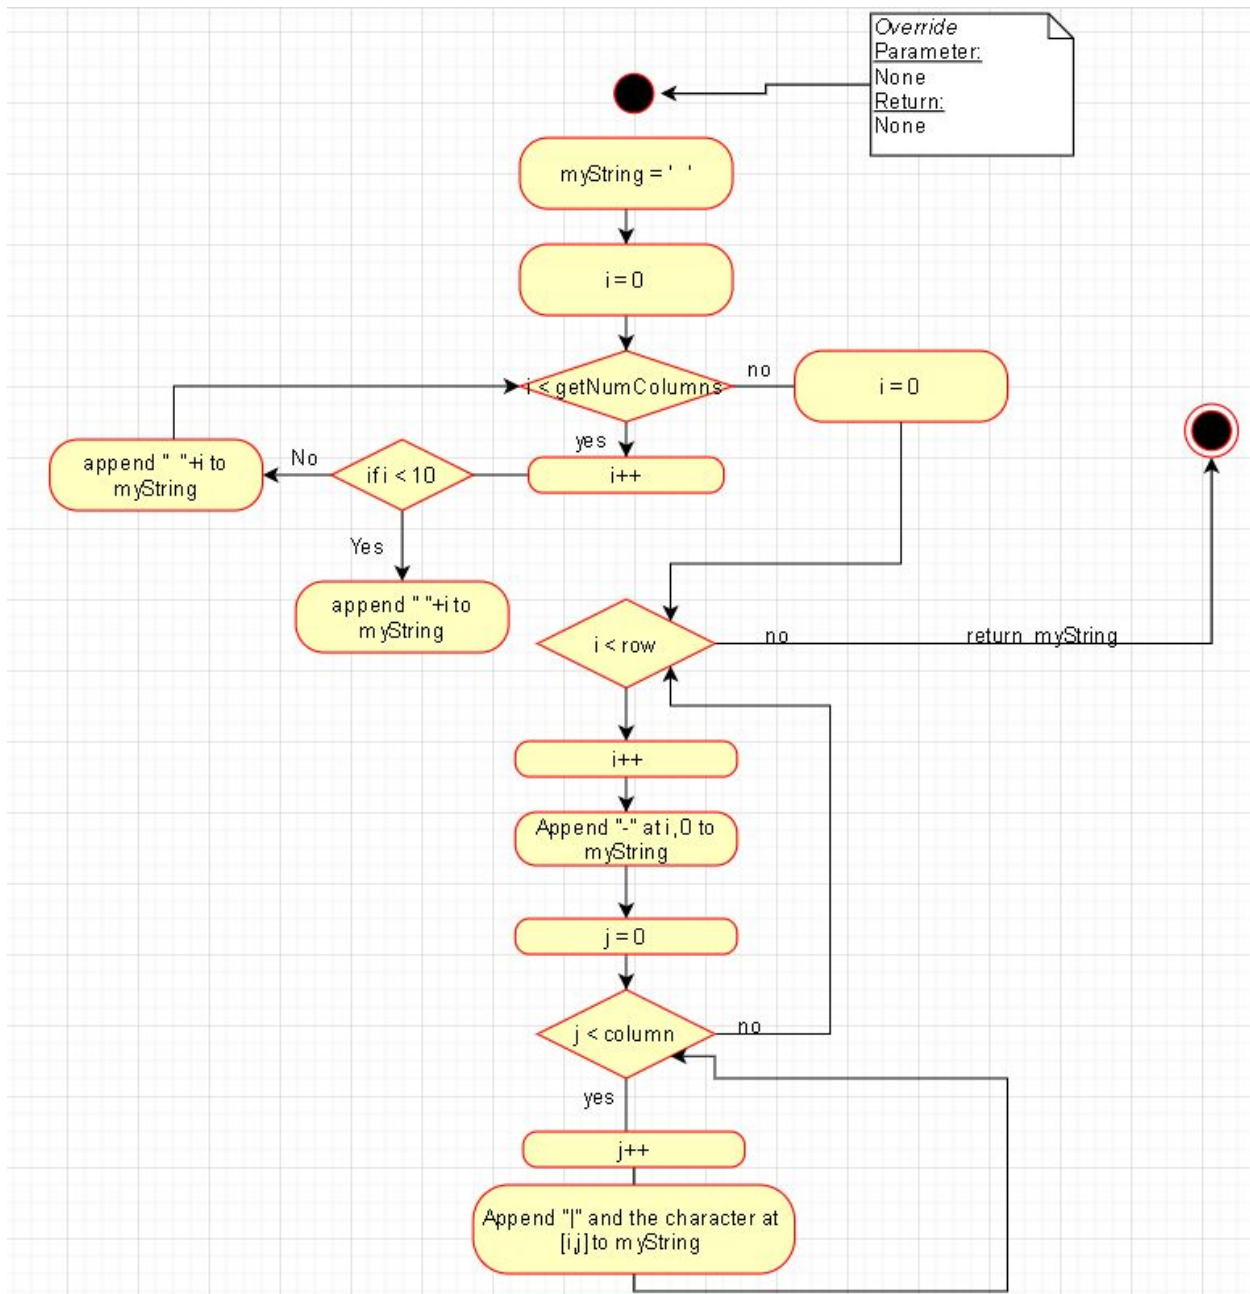 Override
Parameter:
None
Return:
None
myString = '  '
i = 0
i < getNumColumns
no
i = 0
yes
i++
if i < 10
No
append "  "+i to
myString
Yes
append " "+i to
myString
i < row
no
return myString
i++
Append "-" at i,0 to
myString
j = 0
j < column
no
yes
j++
Append "|" and the character at
[i,j] to myString